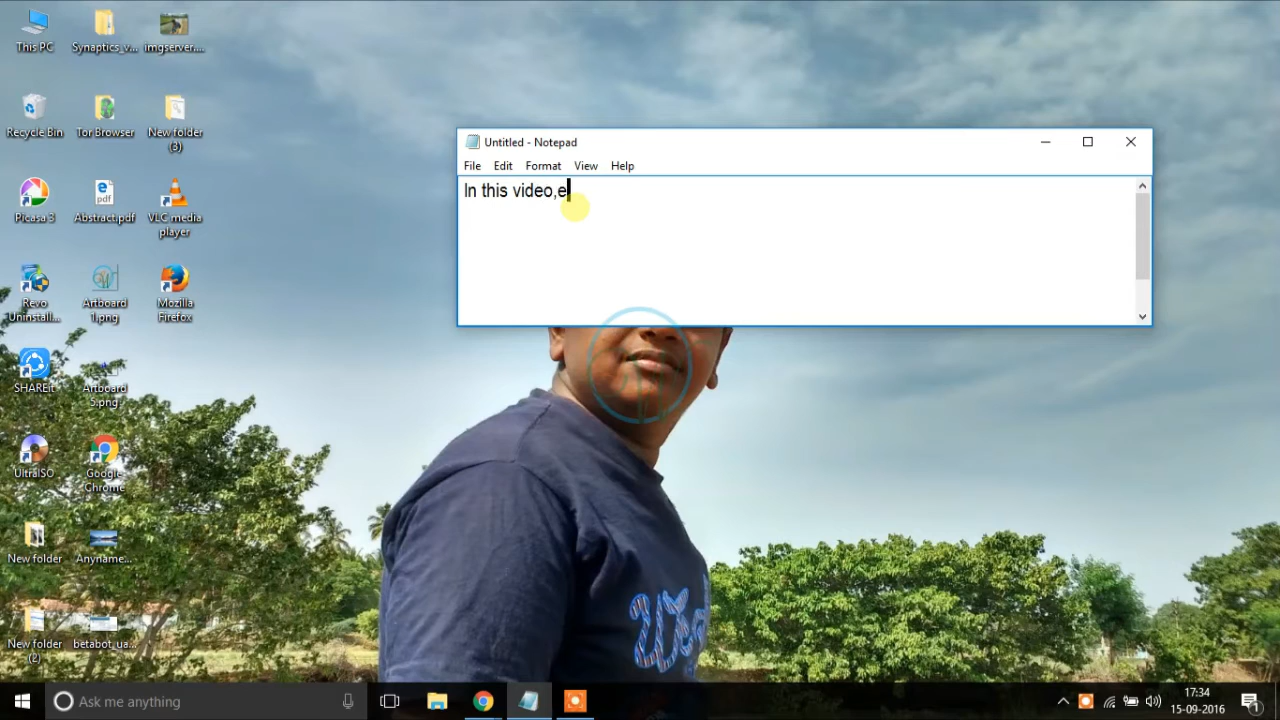 This PC
Synaptics_v...
imgserver....
Recycle Bin
Tor Browser
New folder
(3)
Picasa 3
Abstract.pdf
VLC media
player
Revo
Uninstall...
Artboard
1.png
Mozilla
Firefox
SHAREit
Artboard
5.png
UltraISO
Google
Chrome
New folder
Anyname...
New folder
(2)
betabot_ua...
Untitled - Notepad
File Edit Format View Help
In this video,e
Ask me anything
17:34
15-09-2016
1